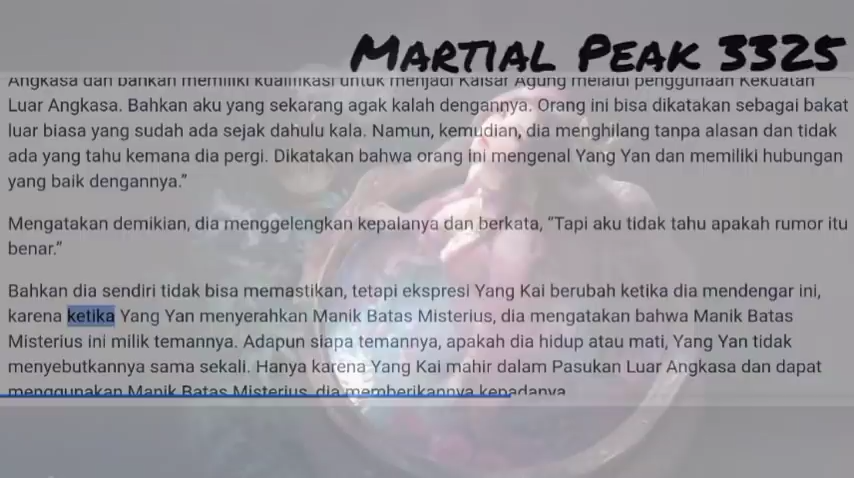 MARTIAL PEAK 3325
Angkasa dan bahkan memiliki kualifikasi untuk menjadi Kaisar Agung melalui penggunaan Kekuatan
Luar Angkasa. Bahkan aku yang sekarang agak kalah dengannya. Orang ini bisa dikatakan sebagai bakat
luar biasa yang sudah ada sejak dahulu kala. Namun, kemudian, dia menghilang tanpa alasan dan tidak
ada yang tahu kemana dia pergi. Dikatakan bahwa orang ini mengenal Yang Yan dan memiliki hubungan
yang baik dengannya.”
Mengatakan demikian, dia menggelengkan kepalanya dan berkata, “Tapi aku tidak tahu apakah rumor itu
benar.”
Bahkan dia sendiri tidak bisa memastikan, tetapi ekspresi Yang Kai berubah ketika dia mendengar ini,
karena ketika Yang Yan menyerahkan Manik Batas Misterius, dia mengatakan bahwa Manik Batas
Misterius ini milik temannya. Adapun siapa temannya, apakah dia hidup atau mati, Yang Yan tidak
menyebutkannya sama sekali. Hanya karena Yang Kai mahir dalam Pasukan Luar Angkasa dan dapat
menggunakan Manik Batas Misterius, dia memberikannya kepadanya.